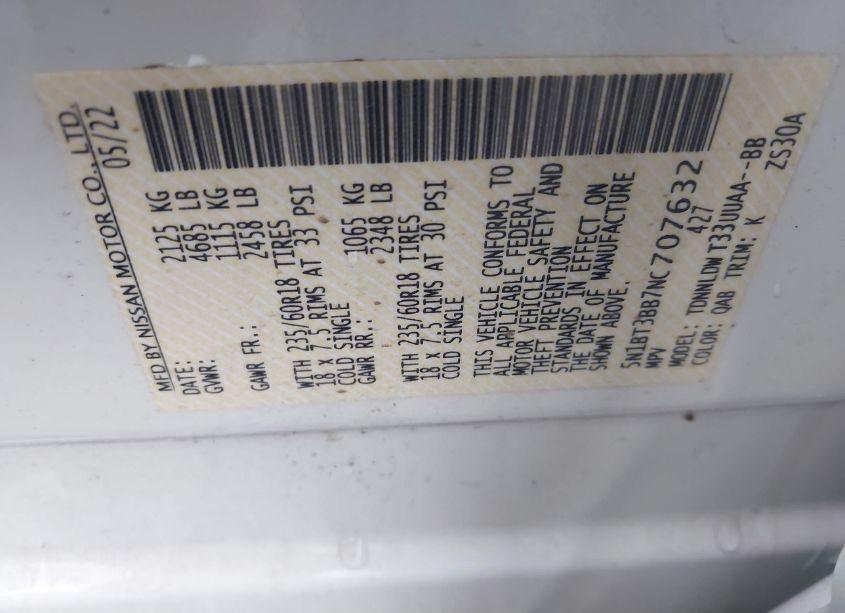 MFD BY NISSAN MOTOR CO., LTD.
DATE: 05/22
GVWR: 2125 KG
4685 LB
GAWR FR.: 1115 KG
2458 LB
WITH 235/60R18 TIRES
18 x 7.5 RIMS AT 33 PSI
COLD SINGLE
GAWR RR.: 1065 KG
2348 LB
WITH 235/60R18 TIRES
18 x 7.5 RIMS AT 30 PSI
COLD SINGLE
THIS VEHICLE CONFORMS TO
ALL APPLICABLE FEDERAL
MOTOR VEHICLE SAFETY AND
THEFT PREVENTION
STANDARDS IN EFFECT ON
THE DATE OF MANUFACTURE
SHOWN ABOVE.
5N1BT3BB7NC707632
MPV 427
MODEL: TDNNLDW T33UUAA--BB
COLOR: QAB TRIM: K ZS30A